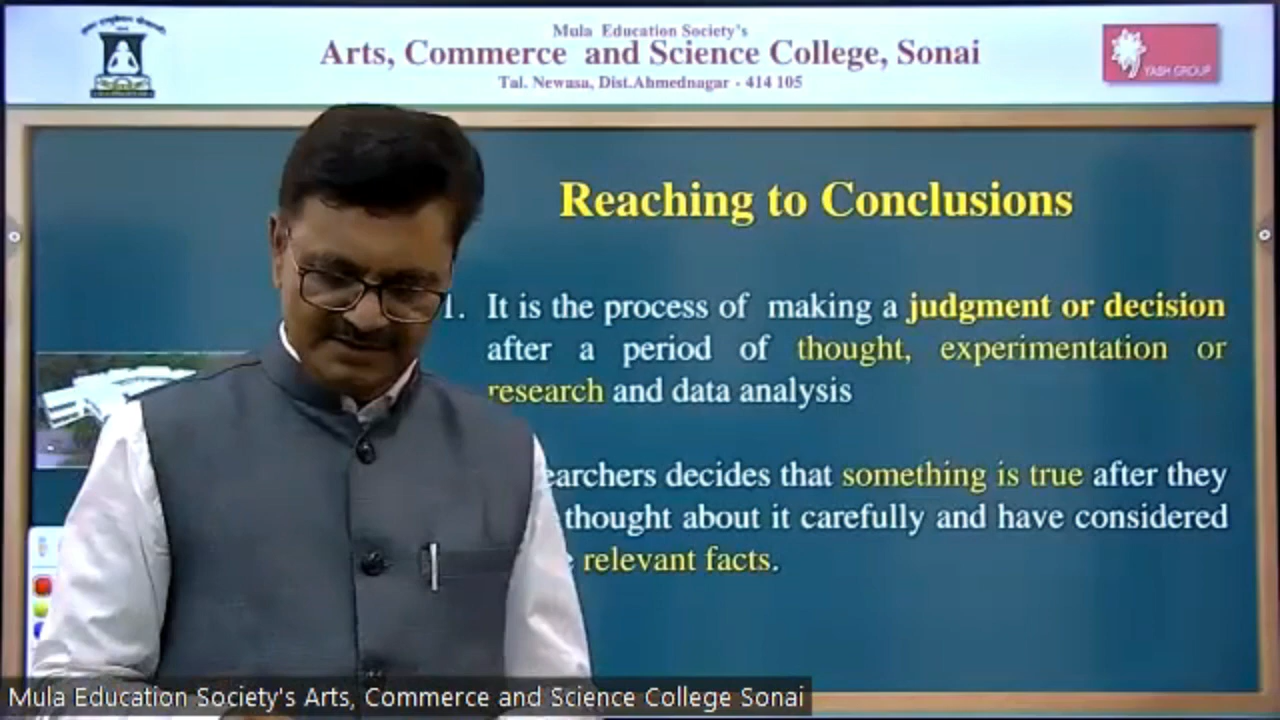 Mula Education Society's
Arts, Commerce and Science College, Sonai
Tal. Newasa, Dist.Ahmednagar - 414 105
YASH GROUP
Reaching to Conclusions
1. It is the process of making a judgment or decision
after a period of thought, experimentation or
research and data analysis
earchers decides that something is true after they
thought about it carefully and have considered
relevant facts.
Mula Education Society's Arts, Commerce and Science College Sonai